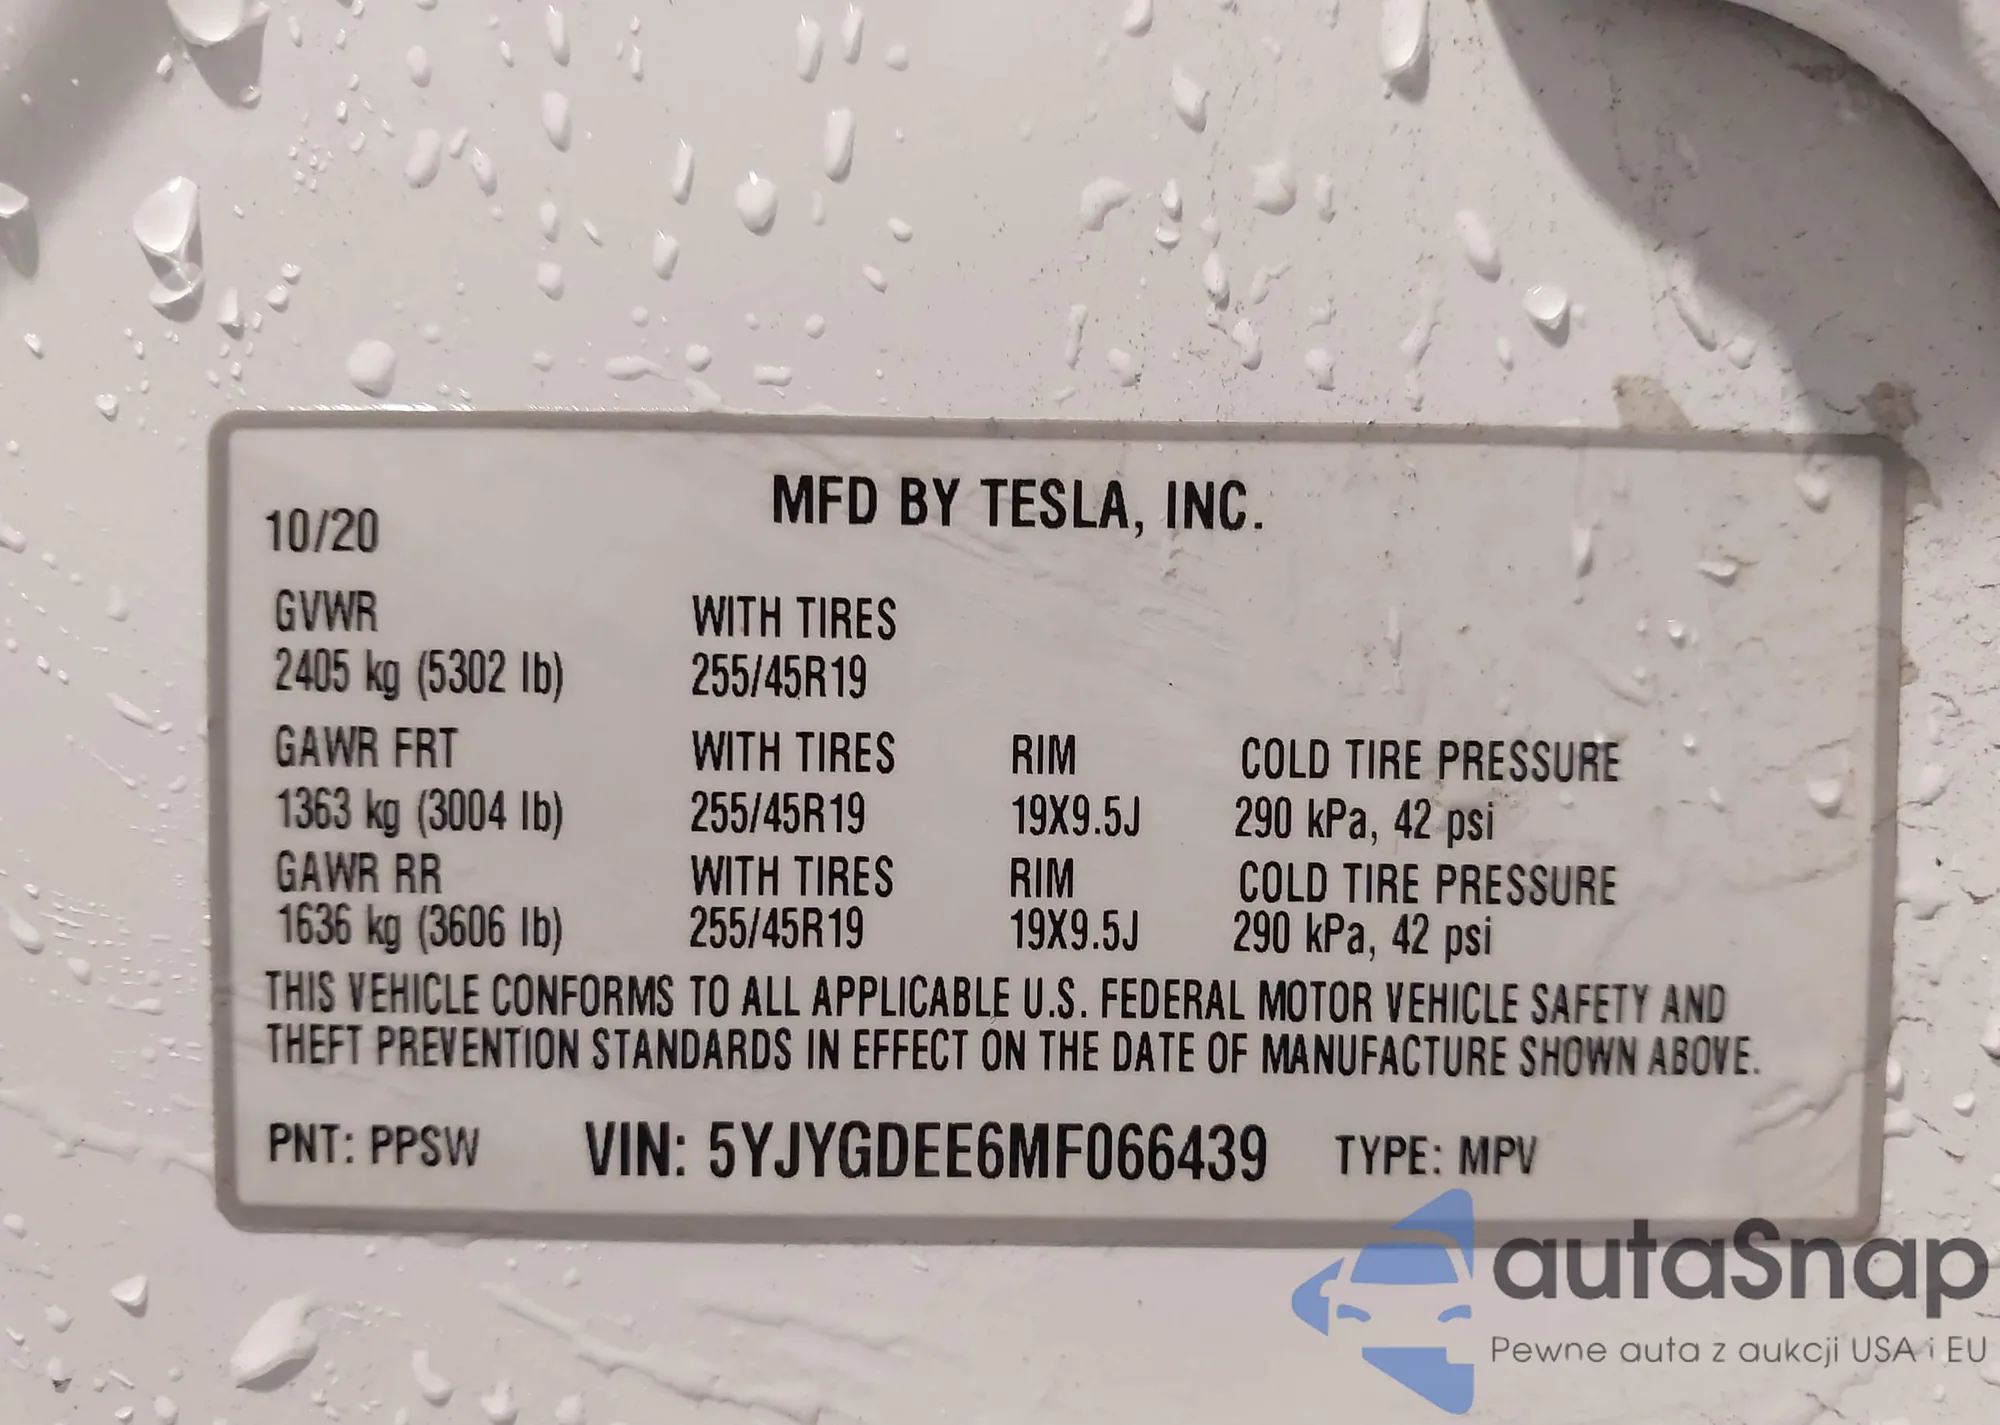 MFD BY TESLA, INC.
10/20
GVWR WITH TIRES
2405 kg (5302 lb) 255/45R19
GAWR FRT WITH TIRES RIM COLD TIRE PRESSURE
1363 kg (3004 lb) 255/45R19 19X9.5J 290 kPa, 42 psi
GAWR RR WITH TIRES RIM COLD TIRE PRESSURE
1636 kg (3606 lb) 255/45R19 19X9.5J 290 kPa, 42 psi
THIS VEHICLE CONFORMS TO ALL APPLICABLE U.S. FEDERAL MOTOR VEHICLE SAFETY AND
THEFT PREVENTION STANDARDS IN EFFECT ON THE DATE OF MANUFACTURE SHOWN ABOVE.
PNT: PPSW VIN: 5YJYGDEE6MF066439 TYPE: MPV
autaSnap
Pewne auta z aukcji USA i EU